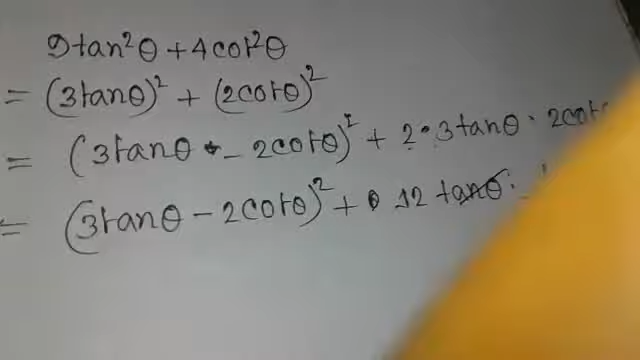 9tan²θ + 4cot²θ
= (3tanθ)² + (2cotθ)²
= (3tanθ - 2cotθ)² + 2·3tanθ·2cot
= (3tanθ - 2cotθ)² + 12 tanθ·